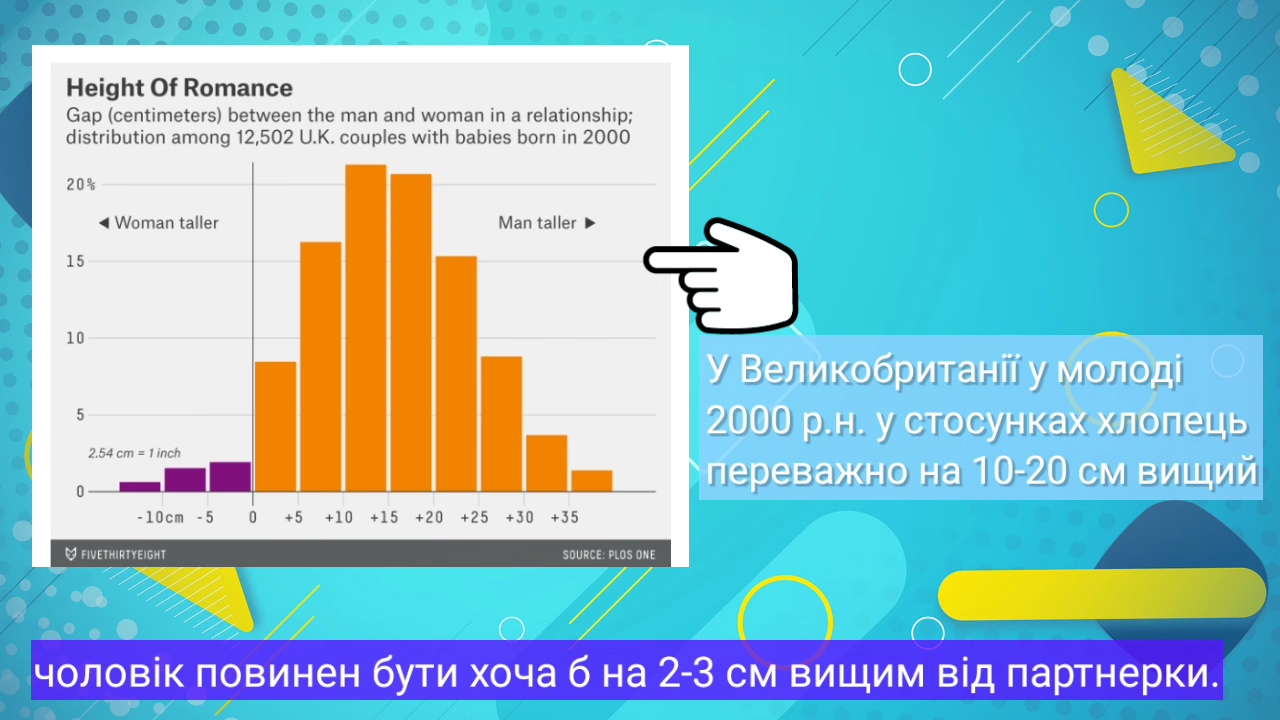 Height Of Romance
Gap (centimeters) between the man and woman in a relationship;
distribution among 12,502 U.K. couples with babies born in 2000
20%
◄ Woman taller
Man taller ►
15
10
5
2.54 cm = 1 inch
0
-10cm -5 0 +5 +10 +15 +20 +25 +30 +35
FIVETHIRTYEIGHT
SOURCE: PLOS ONE
У Великобританії у молоді
2000 р.н. у стосунках хлопець
переважно на 10-20 см вищий
чоловік повинен бути хоча б на 2-3 см вищим від партнерки.